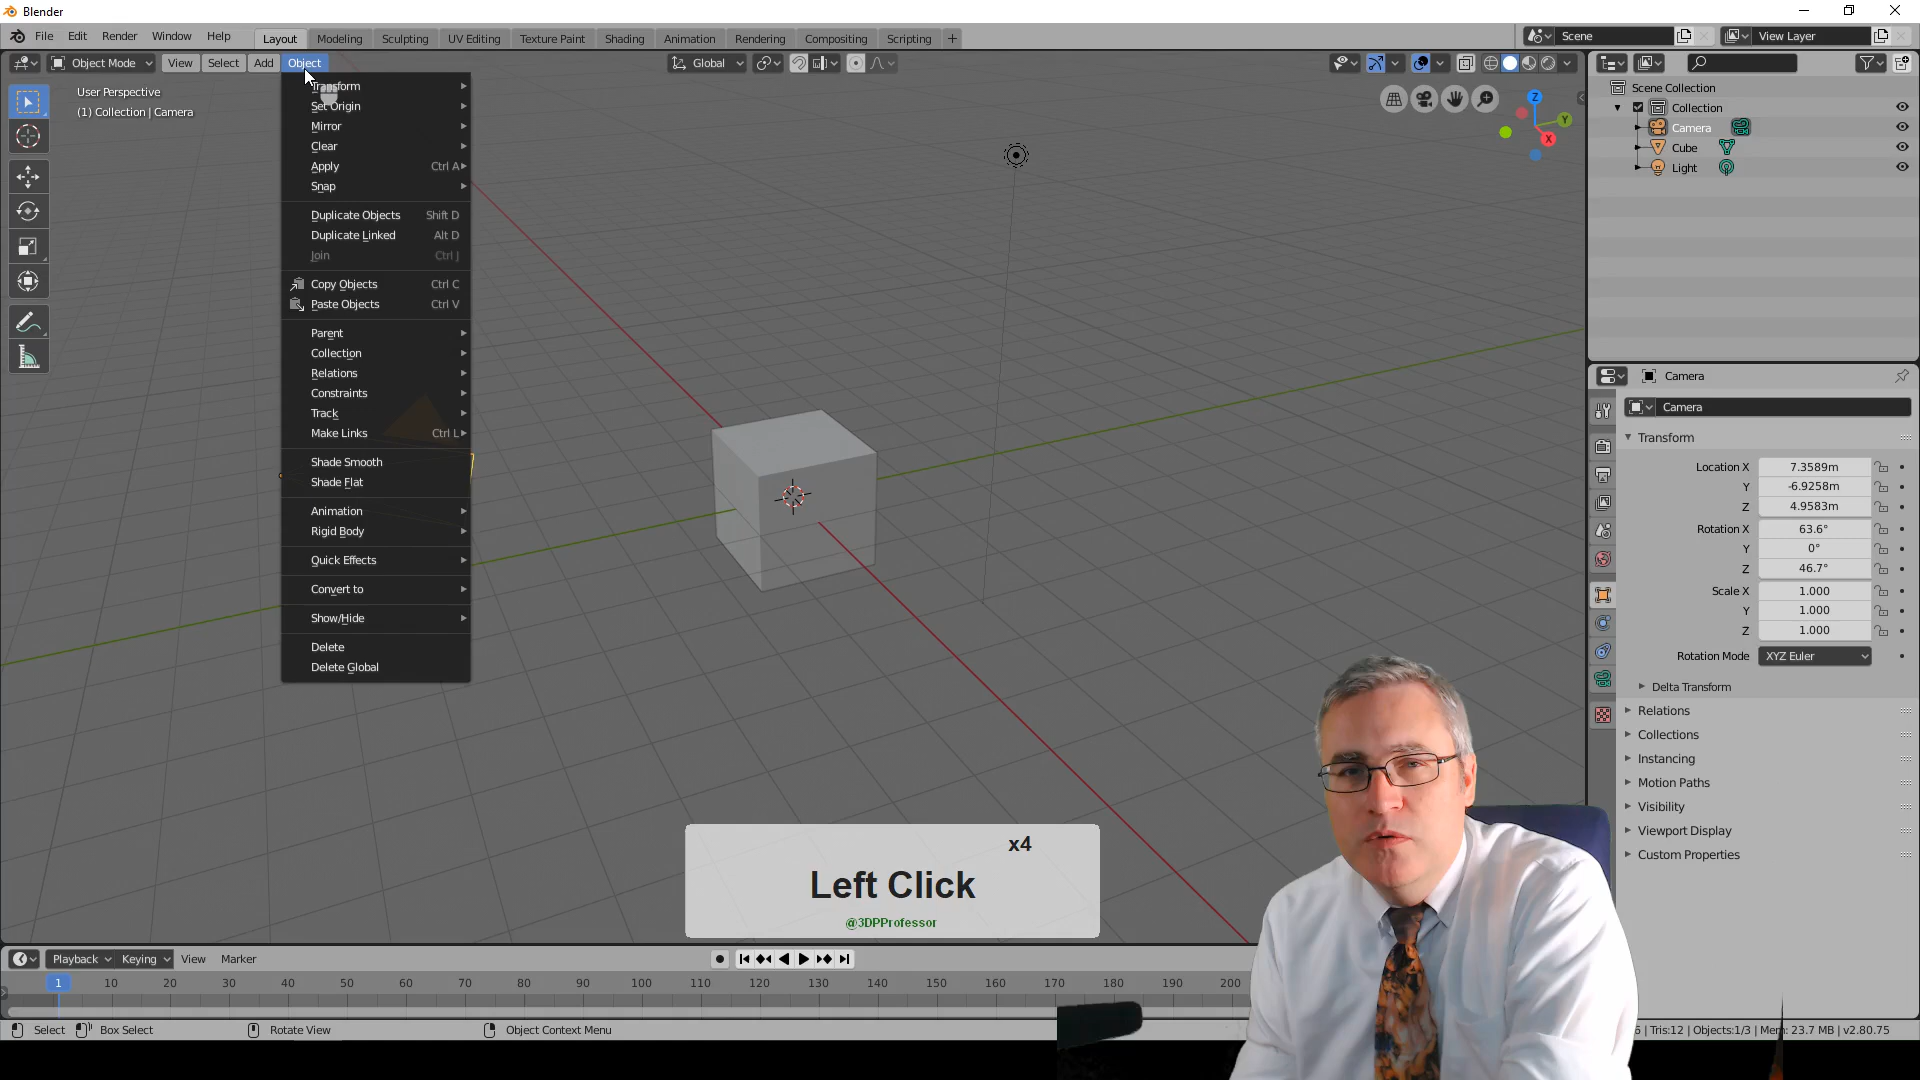 Blender
File Edit Render Window Help
Layout Modeling Sculpting UV Editing Texture Paint Shading Animation Rendering Compositing Scripting +
Scene
View Layer
Object Mode View Select Add Object
Global
User Perspective
(1) Collection | Camera
Transform
Set Origin
Mirror
Clear
Apply Ctrl A
Snap
Duplicate Objects Shift D
Duplicate Linked Alt D
Join Ctrl J
Copy Objects Ctrl C
Paste Objects Ctrl V
Parent
Collection
Relations
Constraints
Track
Make Links Ctrl L
Shade Smooth
Shade Flat
Animation
Rigid Body
Quick Effects
Convert to
Show/Hide
Delete
Delete Global
Z
Y
X
Scene Collection
Collection
Camera
Cube
Light
Camera
Camera
Transform
Location X 7.3589m
Y -6.9258m
Z 4.9583m
Rotation X 63.6°
Y 0°
Z 46.7°
Scale X 1.000
Y 1.000
Z 1.000
Rotation Mode XYZ Euler
Delta Transform
Relations
Collections
Instancing
Motion Paths
Visibility
Viewport Display
Custom Properties
x4
Left Click
@3DPProfessor
Playback Keying View Marker
1 10 20 30 40 50 60 70 80 90 100 110 120 130 140 150 160 170 180 190 200
Select Box Select Rotate View Object Context Menu
| Tris:12 | Objects:1/3 | Mem: 23.7 MB | v2.80.75